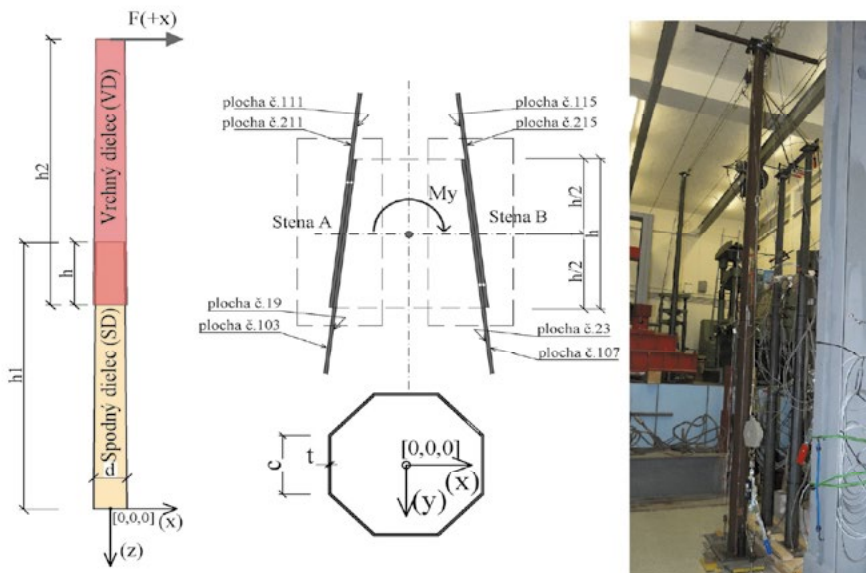 F(+x)
Vrchný dielec (VD)
h2
h
Spodný dielec (SD)
h1
d
[0,0,0]
(x)
(z)
plocha č.111
plocha č.211
plocha č.115
plocha č.215
My
Stena A
Stena B
h/2
h
h/2
plocha č.19
plocha č.103
plocha č.23
plocha č.107
c
t
[0,0,0]
(x)
(y)